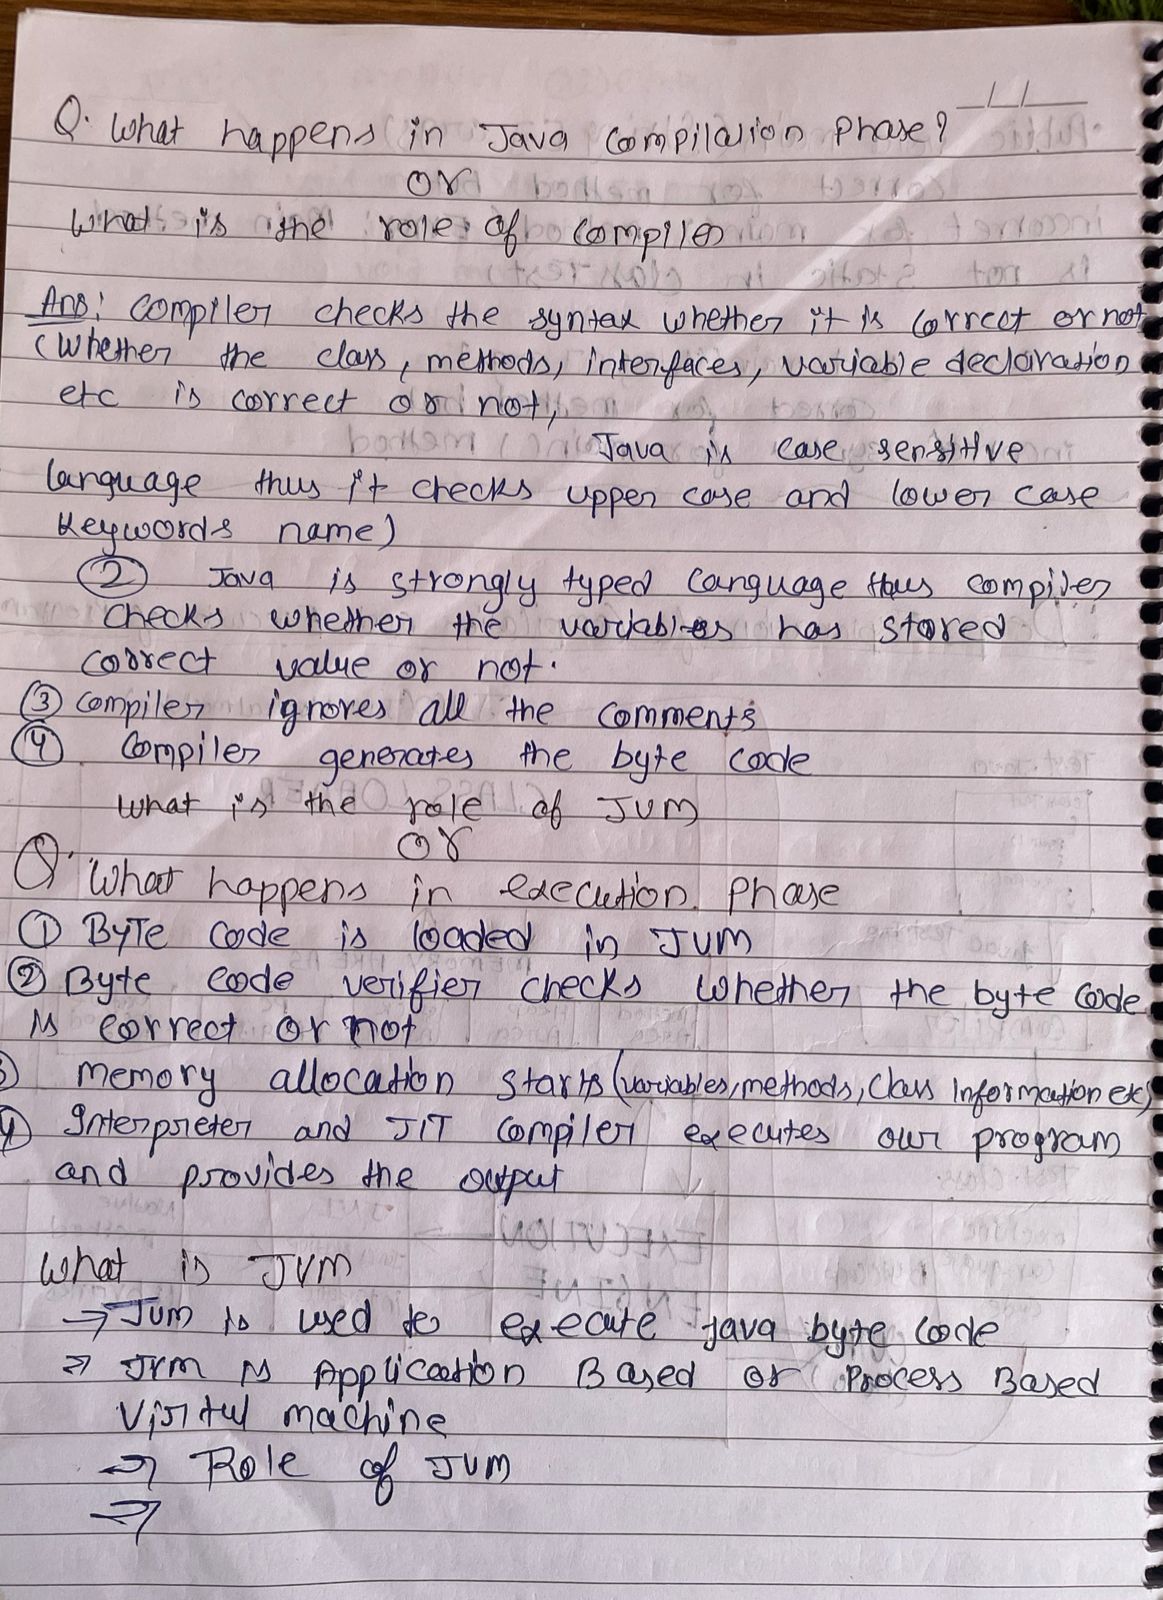 __/__/____
Q. What happens in Java Compilation Phase?
OR
What is the role of compiler
Ans: Compiler checks the syntax whether it is correct or not
(Whether the class, methods, interfaces, variable declaration
etc is correct or not,
Java is case sensitive
language thus it checks upper case and lower case
Keywords name)
② Java is strongly typed language thus compiler
checks whether the variables has stored
correct value or not.
③ Compiler ignores all the comments
④ Compiler generates the byte code
What is the role of JVM
OR
Q. What happens in execution Phase
① Byte code is loaded in JVM
② Byte code verifier checks whether the byte code
is correct or not
③ memory allocation starts (variables, methods, class Information etc)
④ Interpreter and JIT compiler executes our program
and provides the output
What is JVM
→ JVM is used to execute java byte code
→ JVM is Application Based or Process Based
Virtul machine
→ Role of JVM
→